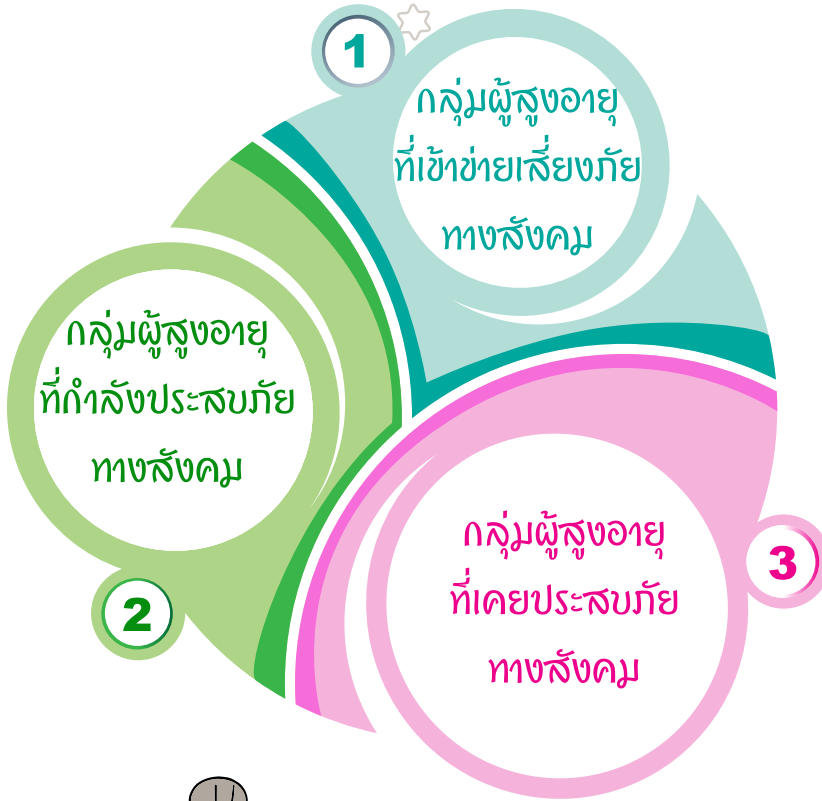 1
กลุ่มผู้สูงอายุ
ที่เข้าข่ายเสี่ยงภัย
ทางสังคม
2
กลุ่มผู้สูงอายุ
ที่กำลังประสบภัย
ทางสังคม
3
กลุ่มผู้สูงอายุ
ที่เคยประสบภัย
ทางสังคม